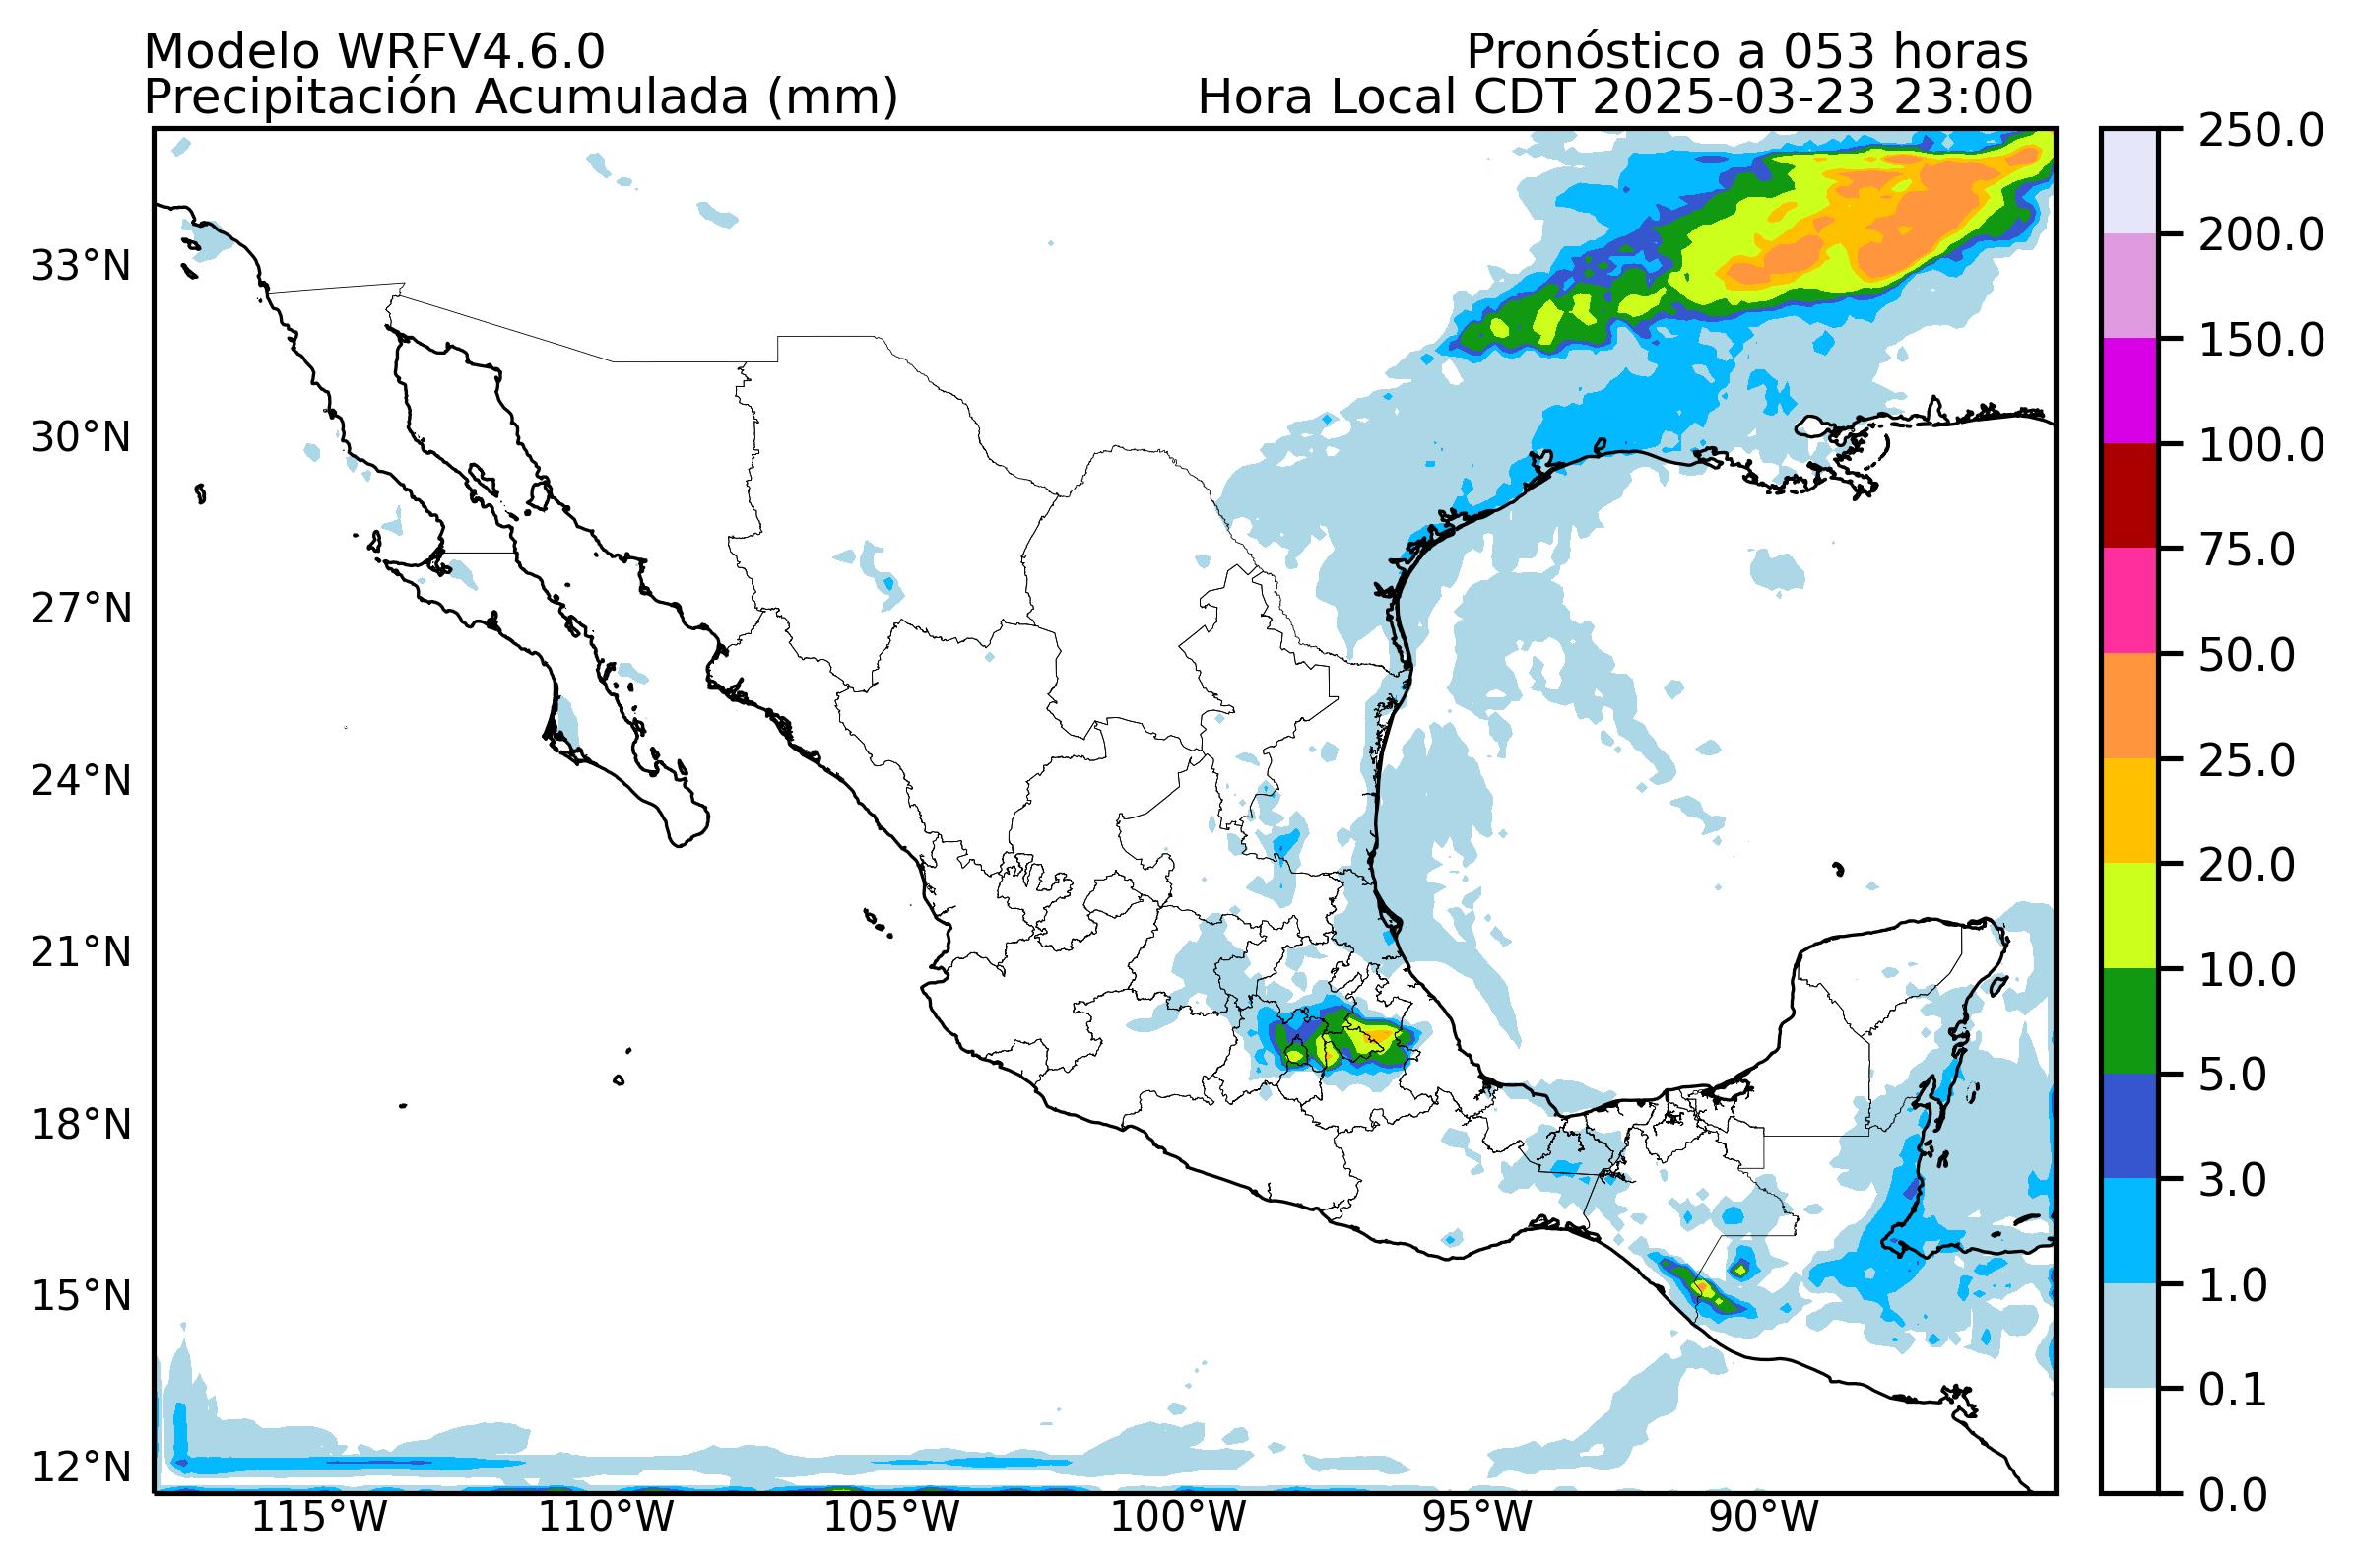 Modelo WRFV4.6.0
Pronóstico a 053 horas
Precipitación Acumulada (mm)
Hora Local CDT 2025-03-23 23:00
250.0
200.0
150.0
100.0
75.0
50.0
25.0
20.0
10.0
5.0
3.0
1.0
0.1
0.0
33°N
30°N
27°N
24°N
21°N
18°N
15°N
12°N
115°W
110°W
105°W
100°W
95°W
90°W